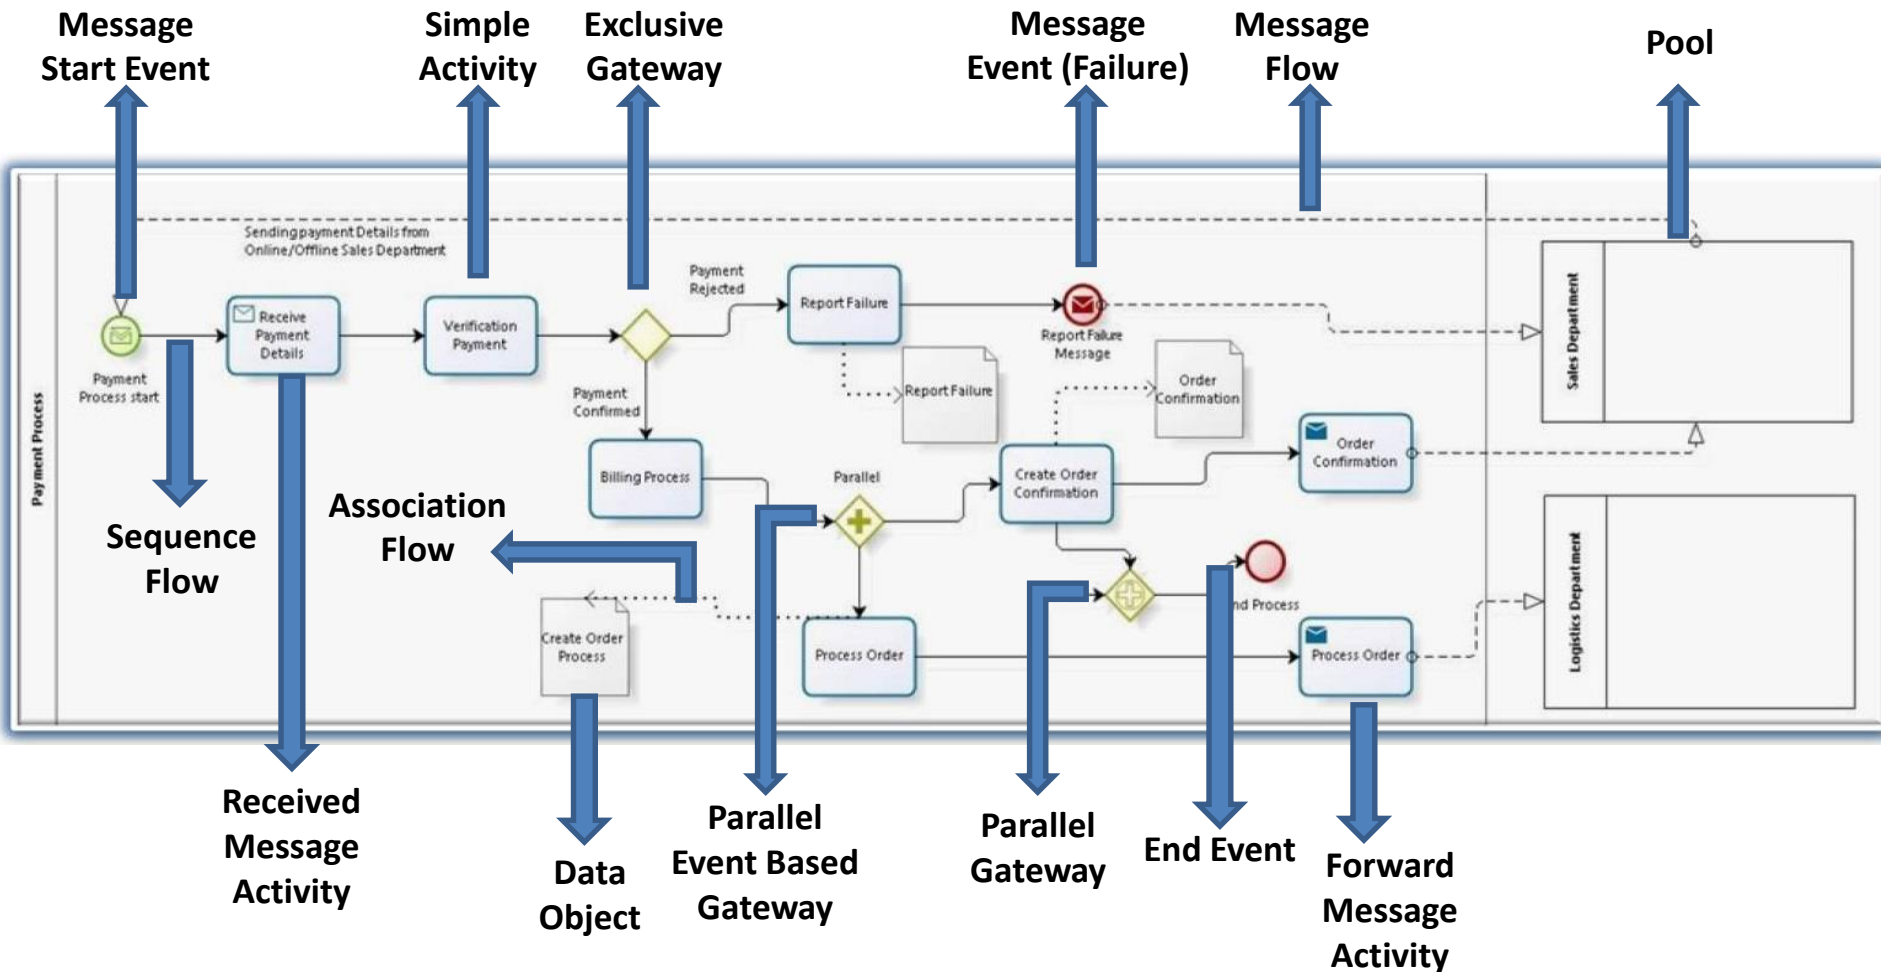 Message
Start Event
Simple
Activity
Exclusive
Gateway
Message
Event (Failure)
Message
Flow
Pool
Payment Process
Sending payment Details from
Online/Offline Sales Department
Payment
Process start
Receive
Payment
Details
Verification
Payment
Payment
Rejected
Payment
Confirmed
Report Failure
Report Failure
Report Failure
Message
Order
Confirmation
Sales Department
Billing Process
Parallel
Create Order
Confirmation
Order
Confirmation
Sequence
Flow
Association
Flow
Create Order
Process
Process Order
nd Process
Process Order
Logistics Department
Received
Message
Activity
Data
Object
Parallel
Event Based
Gateway
Parallel
Gateway
End Event
Forward
Message
Activity